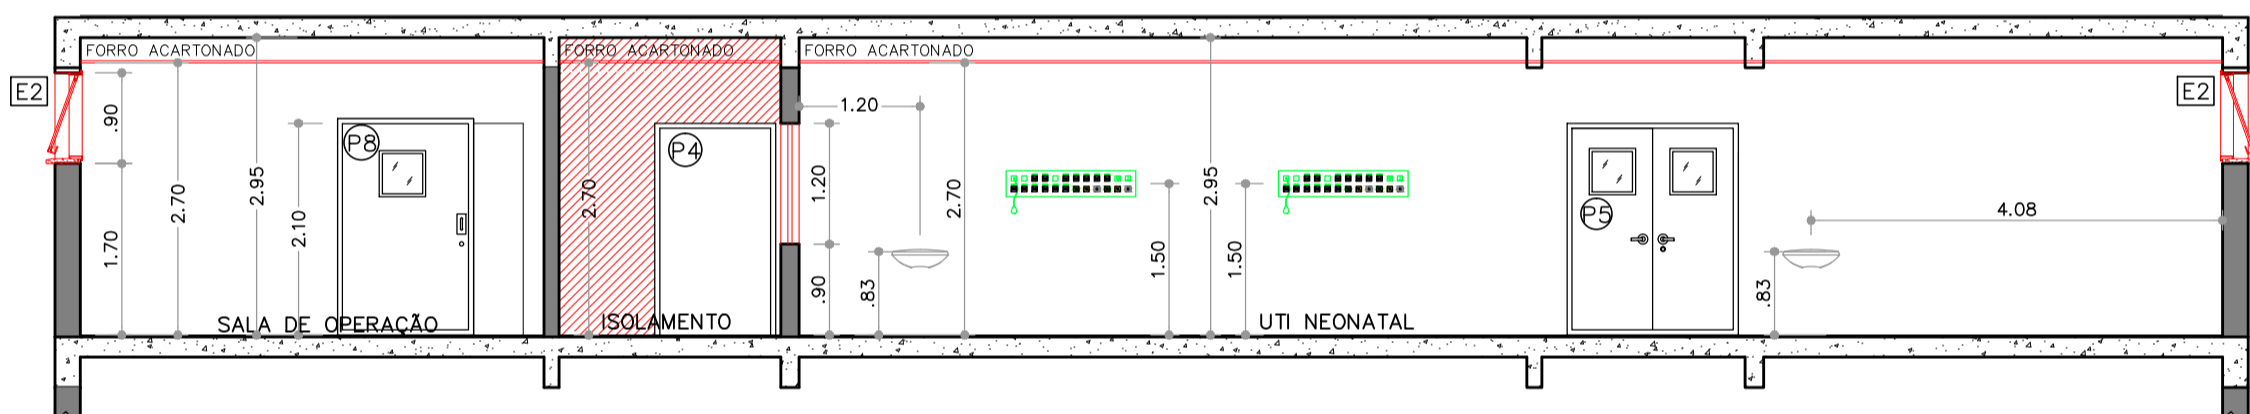 FORRO ACARTONADO
FORRO ACARTONADO
FORRO ACARTONADO
E2
E2
.90
1.70
2.70
2.95
2.10
P8
2.70
P4
1.20
1.20
.90
.83
2.70
1.50
2.95
1.50
P5
4.08
.83
SALA DE OPERAÇÃO
ISOLAMENTO
UTI NEONATAL